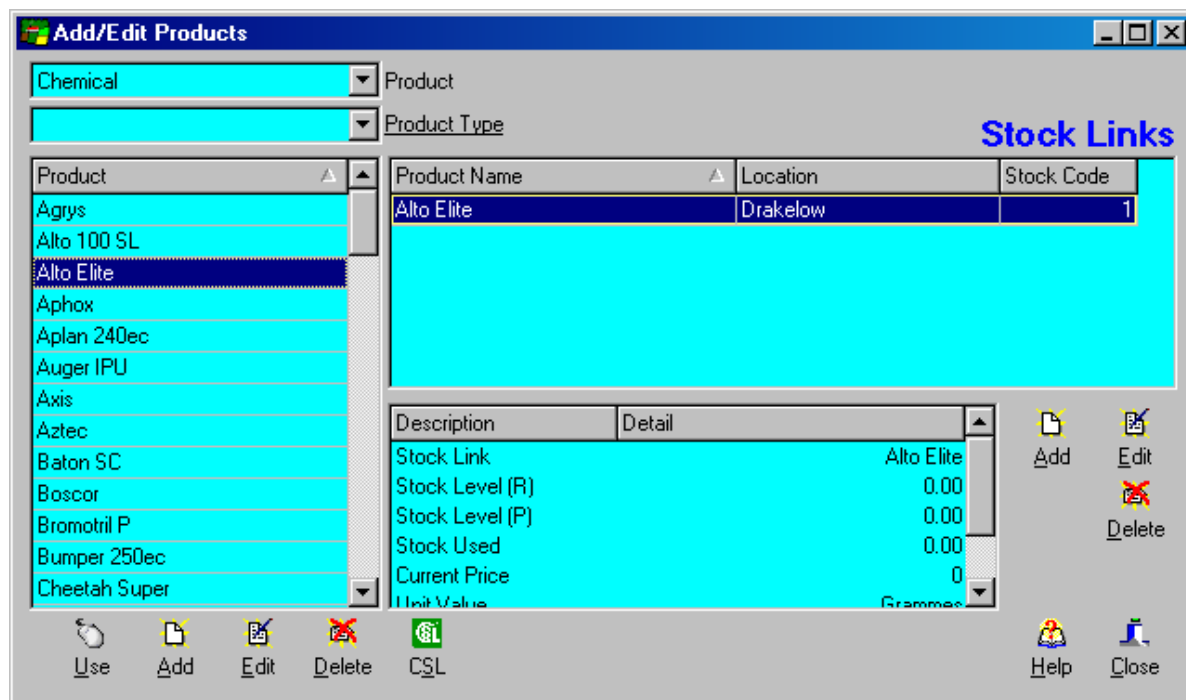 Add/Edit Products
Chemical
Product
Product Type
Stock Links
Product
Agrys
Alto 100 SL
Alto Elite
Aphox
Aplan 240ec
Auger IPU
Axis
Aztec
Baton SC
Boscor
Bromotril P
Bumper 250ec
Cheetah Super
Product Name Location Stock Code
Alto Elite Drakelow 1
Description Detail
Stock Link Alto Elite
Stock Level (R) 0.00
Stock Level (P) 0.00
Stock Used 0.00
Current Price 0
Unit Value Grammes
Add Edit
Delete
Use Add Edit Delete CSL
Help Close